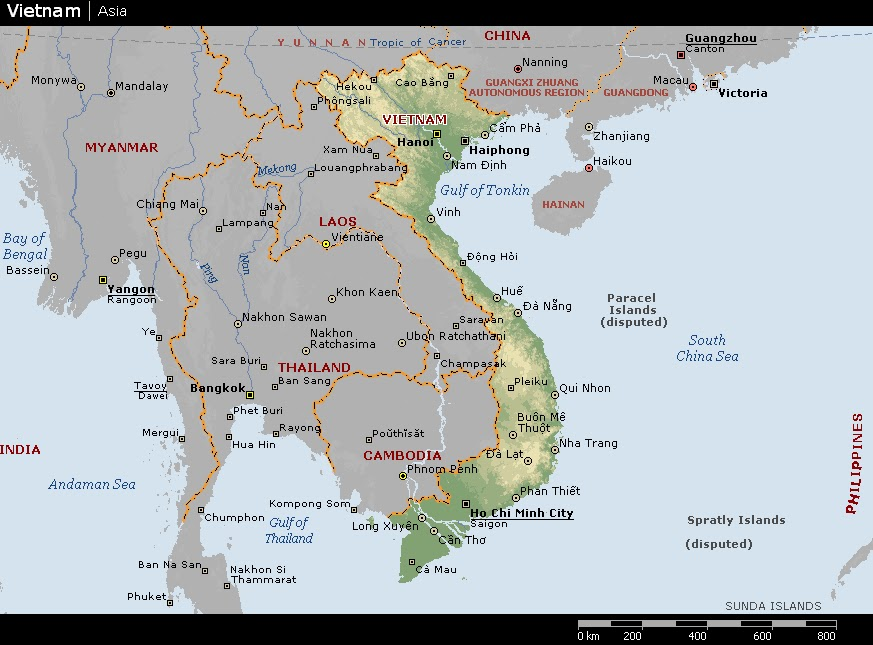 Vietnam | Asia
Y U N N A N
Tropic of Cancer
CHINA
Guangzhou
Canton
Nanning
Monywa
Mandalay
Hekou
Cao Bằng
GUANGXI ZHUANG
AUTONOMOUS REGION
GUANGDONG
Macau
Victoria
Phôngsali
VIETNAM
Cẩm Phả
Zhanjiang
MYANMAR
Hanoi
Haiphong
Xam Nua
Nam Định
Haikou
Mekong
Louangphrabang
Gulf of Tonkin
Chiang Mai
Nan
HAINAN
Lampang
LAOS
Vinh
Bay of
Bengal
Vientiane
Pegu
Đồng Hỏi
Bassein
Ping
Nan
Yangon
Rangoon
Khon Kaen
Huế
Đà Nẵng
Paracel
Islands
(disputed)
Nakhon Sawan
Saravan
Ye
Nakhon
Ratchasima
Ubon Ratchathani
South
China Sea
Sara Buri
THAILAND
Champasak
Tavoy
Dawei
Bangkok
Ban Sang
Pleiku
Qui Nhon
Phet Buri
Buôn Mê
Thuột
Mergui
Hua Hin
Rayong
Poŭthĭsăt
Nha Trang
INDIA
CAMBODIA
Đà Lạt
PHILIPPINES
Phnom Penh
Andaman Sea
Phan Thiết
Kompong Som
Chumphon
Gulf of
Thailand
Long Xuyên
Ho Chi Minh City
Saigon
Spratly Islands
(disputed)
Cần Thơ
Ban Na San
Nakhon Si
Thammarat
Cà Mau
Phuket
SUNDA ISLANDS
0 km 200 400 600 800